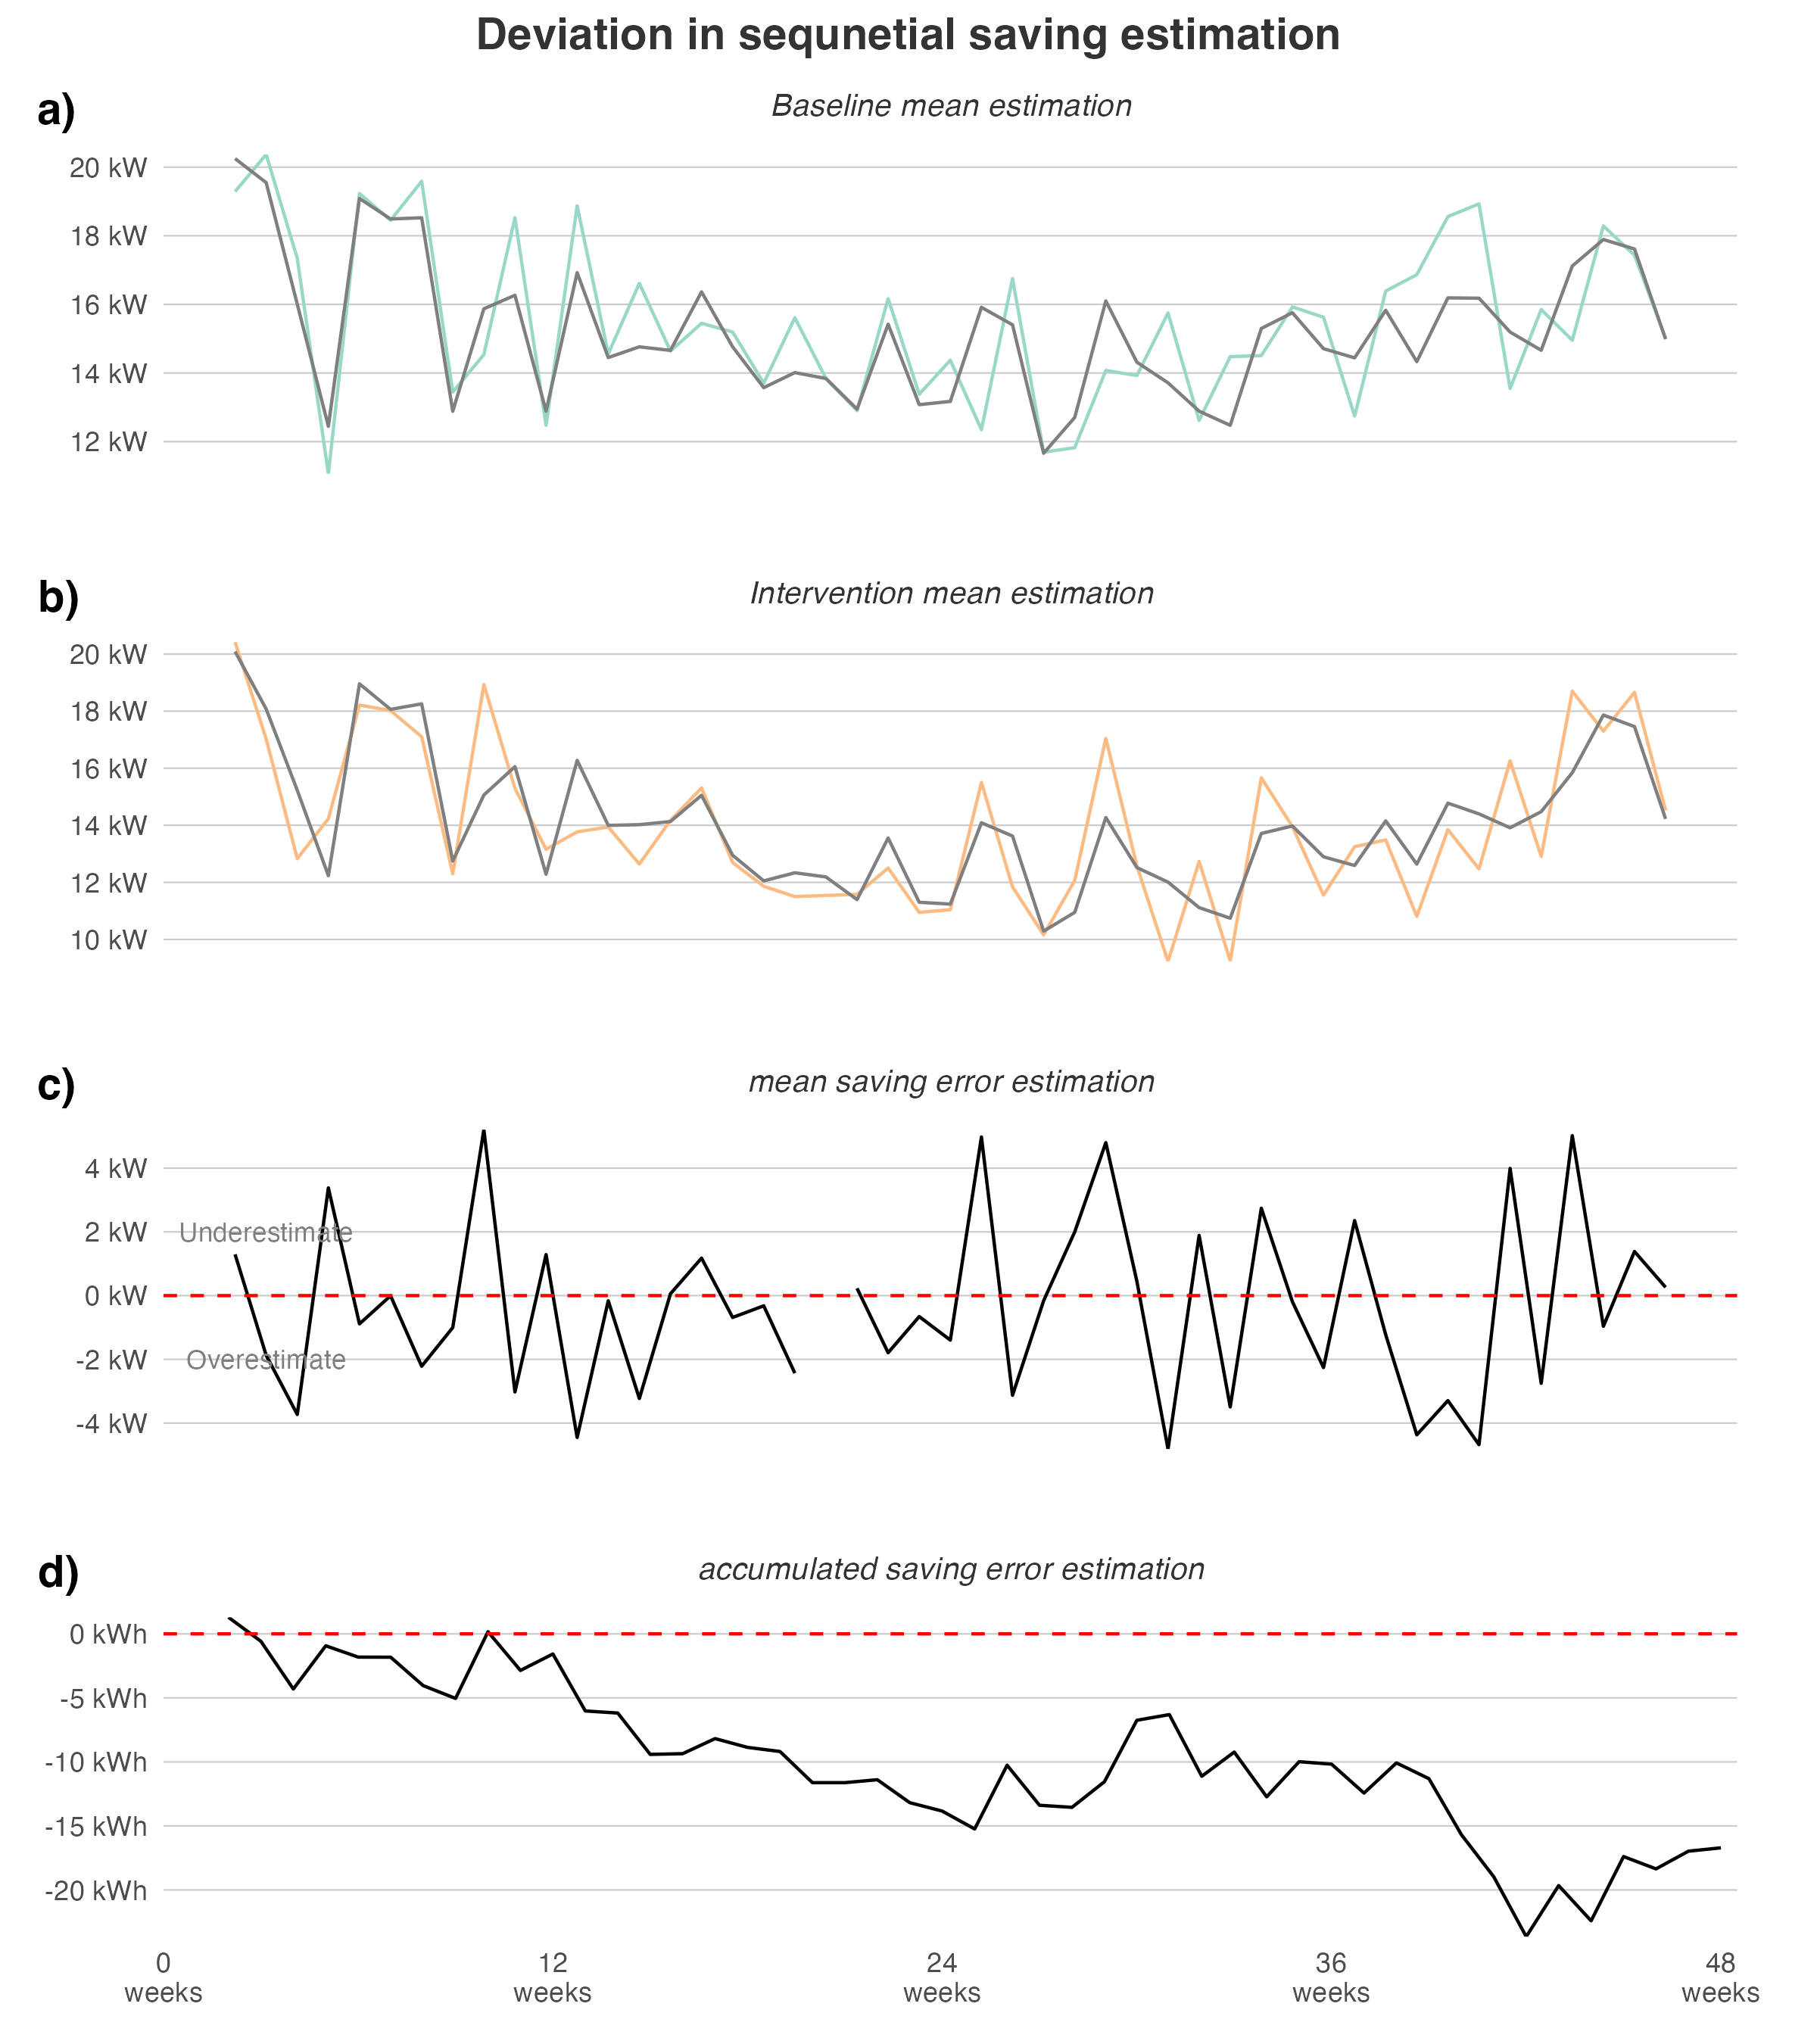 Deviation in sequnetial saving estimation
a)
Baseline mean estimation
20 kW
18 kW
16 kW
14 kW
12 kW
b)
Intervention mean estimation
20 kW
18 kW
16 kW
14 kW
12 kW
10 kW
c)
mean saving error estimation
4 kW
2 kW
Underestimate
0 kW
-2 kW
Overestimate
-4 kW
d)
accumulated saving error estimation
0 kWh
-5 kWh
-10 kWh
-15 kWh
-20 kWh
0
weeks
12
weeks
24
weeks
36
weeks
48
weeks